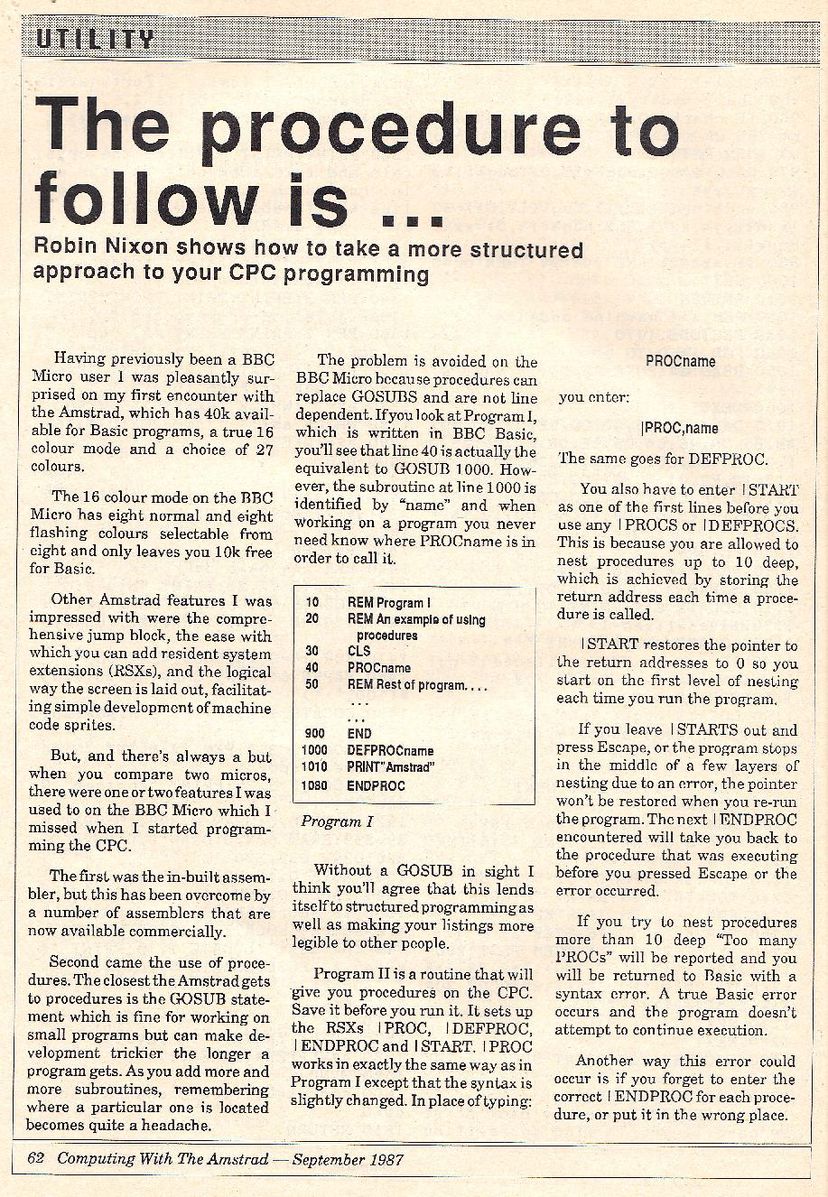 UTILITY
The procedure to
follow is ...
Robin Nixon shows how to take a more structured
approach to your CPC programming
Having previously been a BBC
Micro user I was pleasantly sur-
prised on my first encounter with
the Amstrad, which has 40k avail-
able for Basic programs, a true 16
colour mode and a choice of 27
colours.
The 16 colour mode on the BBC
Micro has eight normal and eight
flashing colours selectable from
eight and only leaves you 10k free
for Basic.
Other Amstrad features I was
impressed with were the compre-
hensive jump block, the ease with
which you can add resident system
extensions (RSXs), and the logical
way the screen is laid out, facilitat-
ing simple development of machine
code sprites.
But, and there's always a but
when you compare two micros,
there were one or two features I was
used to on the BBC Micro which I
missed when I started program-
ming the CPC.
The first was the in-built assem-
bler, but this has been overcome by
a number of assemblers that are
now available commercially.
Second came the use of proce-
dures. The closest the Amstrad gets
to procedures is the GOSUB state-
ment which is fine for working on
small programs but can make de-
velopment trickier the longer a
program gets. As you add more and
more subroutines, remembering
where a particular one is located
becomes quite a headache.
The problem is avoided on the
BBC Micro because procedures can
replace GOSUBS and are not line
dependent. If you look at Program I,
which is written in BBC Basic,
you'll see that line 40 is actually the
equivalent to GOSUB 1000. How-
ever, the subroutine at line 1000 is
identified by "name" and when
working on a program you never
need know where PROCname is in
order to call it.
10 REM Program I
20 REM An example of using
procedures
30 CLS
40 PROCname
50 REM Rest of program....
...
...
900 END
1000 DEFPROCname
1010 PRINT"Amstrad"
1080 ENDPROC
Program I
Without a GOSUB in sight I
think you'll agree that this lends
itself to structured programming as
well as making your listings more
legible to other people.
Program II is a routine that will
give you procedures on the CPC.
Save it before you run it. It sets up
the RSXs |PROC, |DEFPROC,
|ENDPROC and |START. |PROC
works in exactly the same way as in
Program I except that the syntax is
slightly changed. In place of typing:
PROCname
you enter:
|PROC,name
The same goes for DEFPROC.
You also have to enter |START
as one of the first lines before you
use any |PROCS or |DEFPROCS.
This is because you are allowed to
nest procedures up to 10 deep,
which is achieved by storing the
return address each time a proce-
dure is called.
|START restores the pointer to
the return addresses to 0 so you
start on the first level of nesting
each time you run the program.
If you leave |STARTS out and
press Escape, or the program stops
in the middle of a few layers of
nesting due to an error, the pointer
won't be restored when you re-run
the program. The next |ENDPROC
encountered will take you back to
the procedure that was executing
before you pressed Escape or the
error occurred.
If you try to nest procedures
more than 10 deep "Too many
PROCs" will be reported and you
will be returned to Basic with a
syntax error. A true Basic error
occurs and the program doesn't
attempt to continue execution.
Another way this error could
occur is if you forget to enter the
correct |ENDPROC for each proce-
dure, or put it in the wrong place.
62 Computing With The Amstrad — September 1987